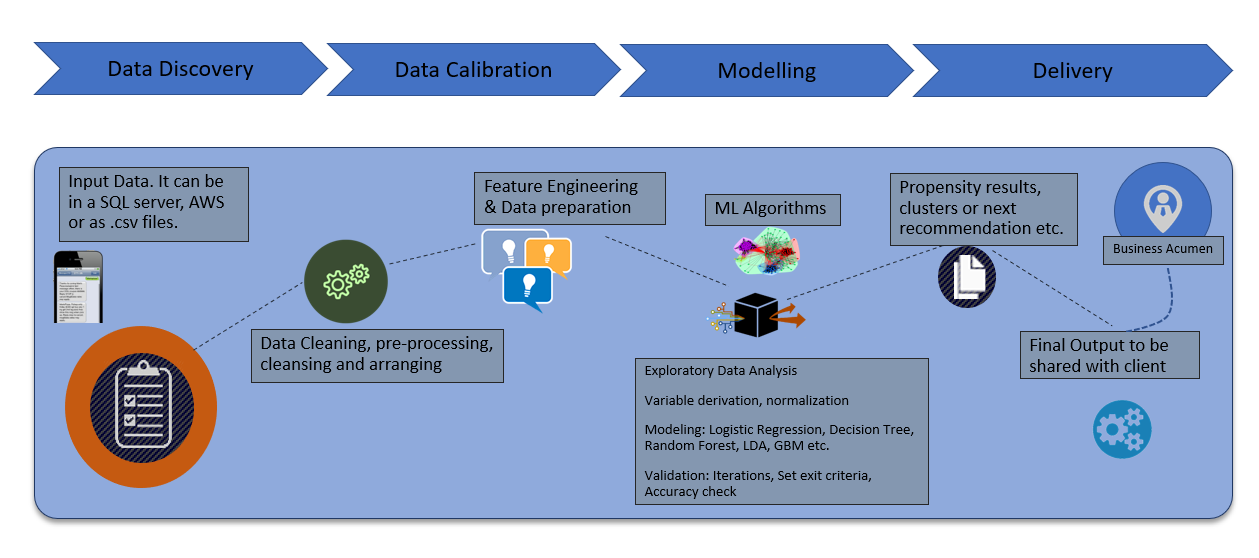 Data Discovery
Data Calibration
Modelling
Delivery
Input Data. It can be
in a SQL server, AWS
or as .csv files.
Data Cleaning, pre-processing,
cleansing and arranging
Feature Engineering
& Data preparation
ML Algorithms
Exploratory Data Analysis
Variable derivation, normalization
Modeling: Logistic Regression, Decision Tree,
Random Forest, LDA, GBM etc.
Validation: Iterations, Set exit criteria,
Accuracy check
Propensity results,
clusters or next
recommendation etc.
Business Acumen
Final Output to be
shared with client